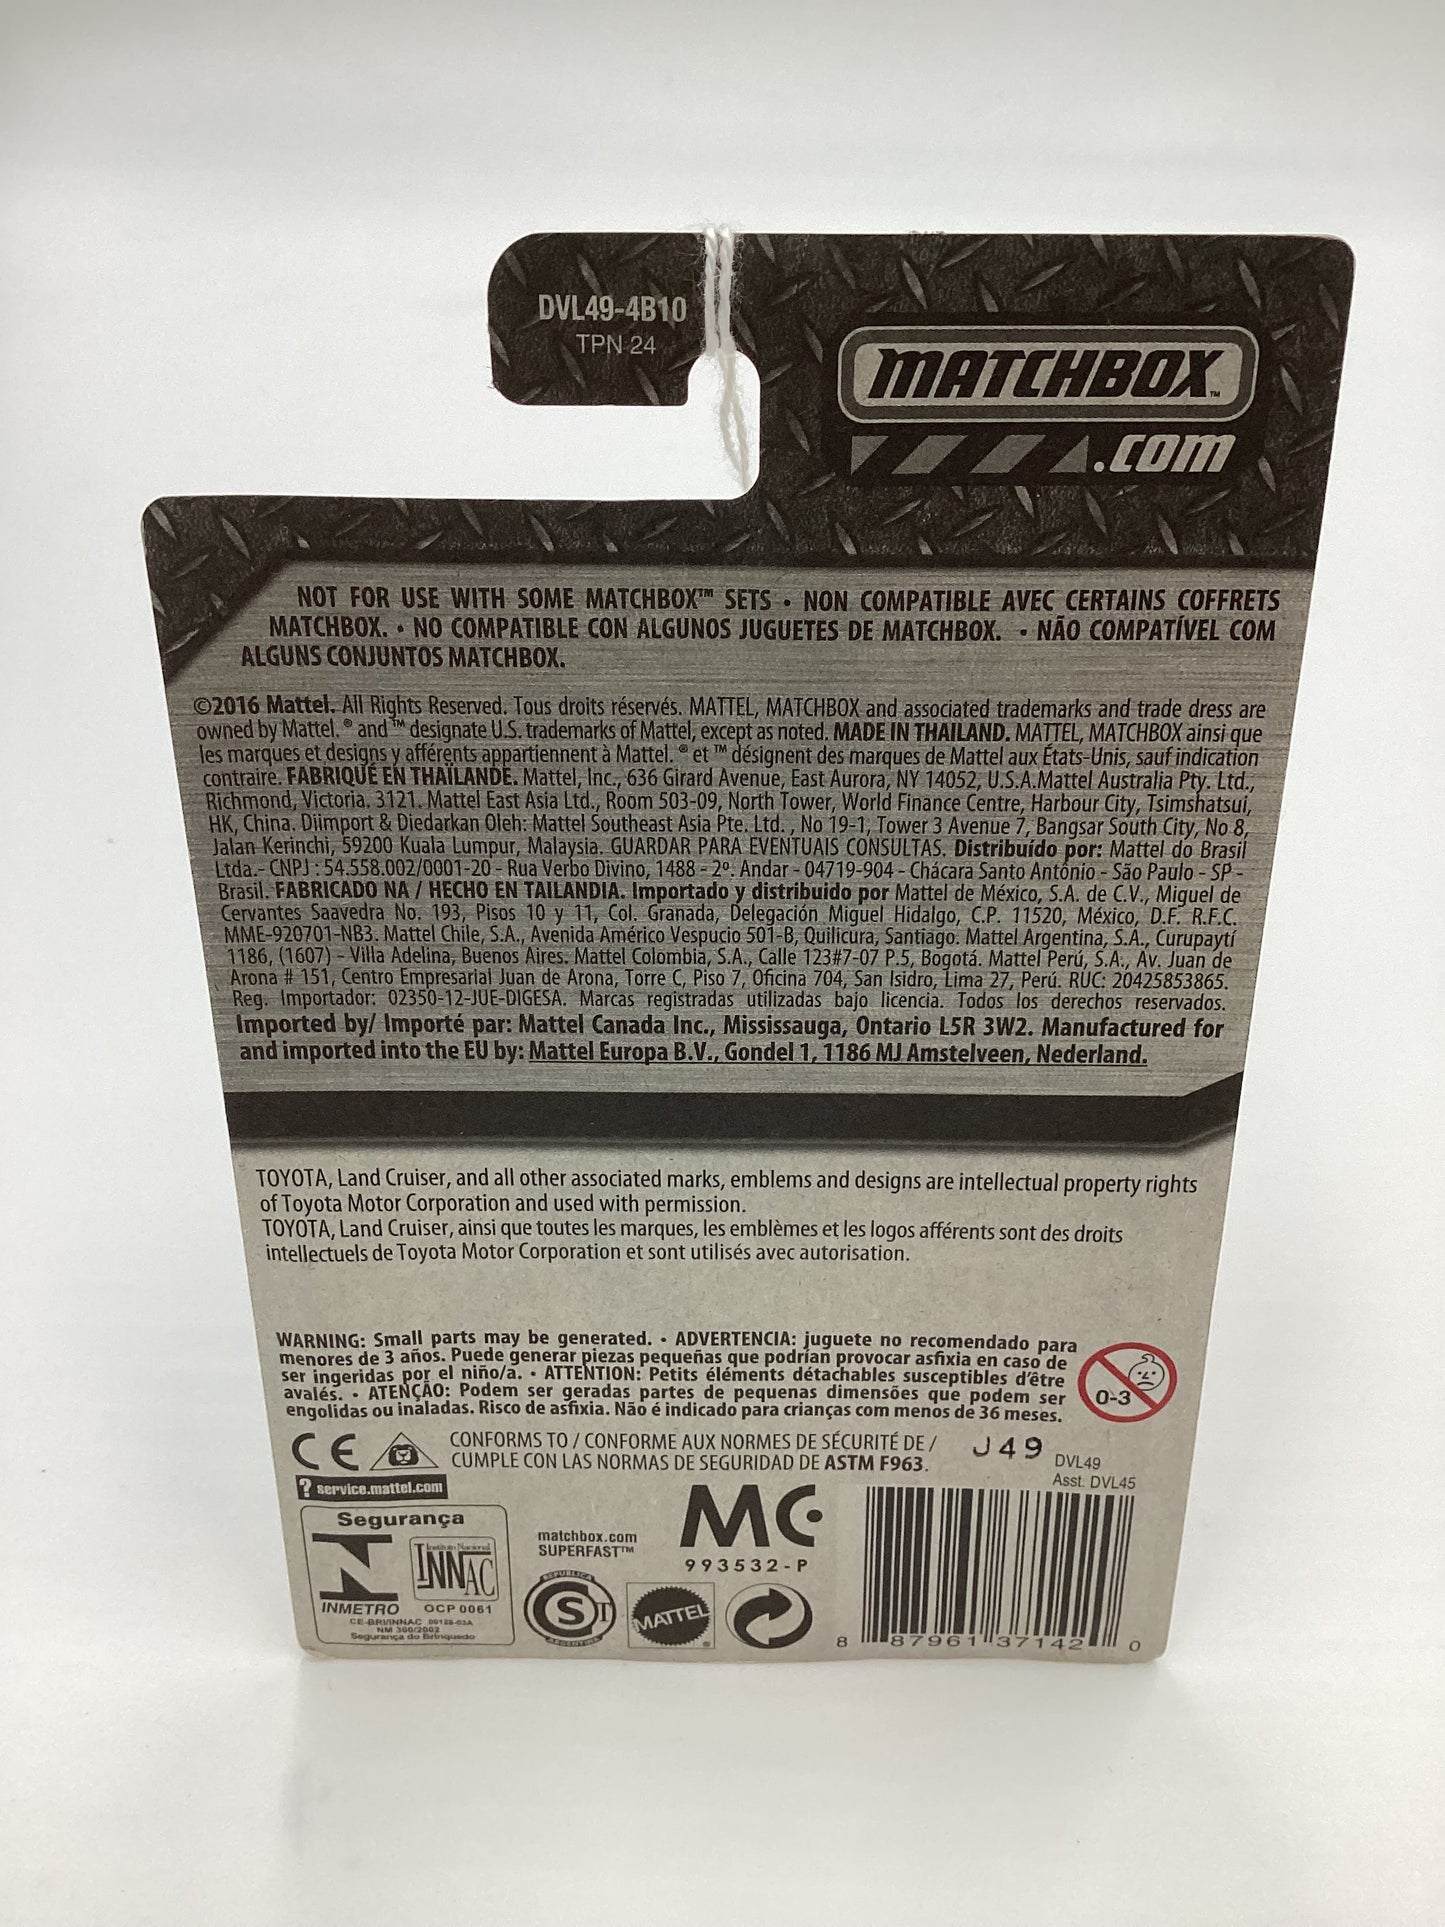 DVL49-4B10
TPN 24
MATCHBOX™
.com
NOT FOR USE WITH SOME MATCHBOX™ SETS • NON COMPATIBLE AVEC CERTAINS COFFRETS
MATCHBOX. • NO COMPATIBLE CON ALGUNOS JUGUETES DE MATCHBOX. • NÃO COMPATÍVEL COM
ALGUNS CONJUNTOS MATCHBOX.
©2016 Mattel. All Rights Reserved. Tous droits réservés. MATTEL, MATCHBOX and associated trademarks and trade dress are
owned by Mattel. ® and ™ designate U.S. trademarks of Mattel, except as noted. MADE IN THAILAND. MATTEL, MATCHBOX ainsi que
les marques et designs y afférents appartiennent à Mattel. ® et ™ désignent des marques de Mattel aux États-Unis, sauf indication
contraire. FABRIQUÉ EN THAÏLANDE. Mattel, Inc., 636 Girard Avenue, East Aurora, NY 14052, U.S.A.Mattel Australia Pty. Ltd.,
Richmond, Victoria. 3121. Mattel East Asia Ltd., Room 503-09, North Tower, World Finance Centre, Harbour City, Tsimshatsui,
HK, China. Diimport & Diedarkan Oleh: Mattel Southeast Asia Pte. Ltd. , No 19-1, Tower 3 Avenue 7, Bangsar South City, No 8,
Jalan Kerinchi, 59200 Kuala Lumpur, Malaysia. GUARDAR PARA EVENTUAIS CONSULTAS. Distribuído por: Mattel do Brasil
Ltda.- CNPJ : 54.558.002/0001-20 - Rua Verbo Divino, 1488 - 2º. Andar - 04719-904 - Chácara Santo Antônio - São Paulo - SP -
Brasil. FABRICADO NA / HECHO EN TAILANDIA. Importado y distribuido por Mattel de México, S.A. de C.V., Miguel de
Cervantes Saavedra No. 193, Pisos 10 y 11, Col. Granada, Delegación Miguel Hidalgo, C.P. 11520, México, D.F. R.F.C.
MME-920701-NB3. Mattel Chile, S.A., Avenida Américo Vespucio 501-B, Quilicura, Santiago. Mattel Argentina, S.A., Curupaytí
1186, (1607) - Villa Adelina, Buenos Aires. Mattel Colombia, S.A., Calle 123#7-07 P.5, Bogotá. Mattel Perú, S.A., Av. Juan de
Arona # 151, Centro Empresarial Juan de Arona, Torre C, Piso 7, Oficina 704, San Isidro, Lima 27, Perú. RUC: 20425853865.
Reg. Importador: 02350-12-JUE-DIGESA. Marcas registradas utilizadas bajo licencia. Todos los derechos reservados.
Imported by/ Importé par: Mattel Canada Inc., Mississauga, Ontario L5R 3W2. Manufactured for
and imported into the EU by: Mattel Europa B.V., Gondel 1, 1186 MJ Amstelveen, Nederland.
TOYOTA, Land Cruiser, and all other associated marks, emblems and designs are intellectual property rights
of Toyota Motor Corporation and used with permission.
TOYOTA, Land Cruiser, ainsi que toutes les marques, les emblèmes et les logos afférents sont des droits
intellectuels de Toyota Motor Corporation et sont utilisés avec autorisation.
WARNING: Small parts may be generated. • ADVERTENCIA: juguete no recomendado para
menores de 3 años. Puede generar piezas pequeñas que podrían provocar asfixia en caso de
ser ingeridas por el niño/a. • ATTENTION: Petits éléments détachables susceptibles d'être
avalés. • ATENÇÃO: Podem ser geradas partes de pequenas dimensões que podem ser
engolidas ou inaladas. Risco de asfixia. Não é indicado para crianças com menos de 36 meses.
0-3
CE
CONFORMS TO / CONFORME AUX NORMES DE SÉCURITÉ DE /
CUMPLE CON LAS NORMAS DE SEGURIDAD DE ASTM F963.
J49
DVL49
Asst. DVL45
? service.mattel.com
Segurança
INMETRO
Instituto Nacional
INNAC
OCP 0061
CE-BRI/INNAC 00128-03A
NM 300/2002
Segurança do Brinquedo
matchbox.com
SUPERFAST™
MC
993532-P
REPUBLICA
S
ARGENTINA
MATTEL®
8 87961 37142 0